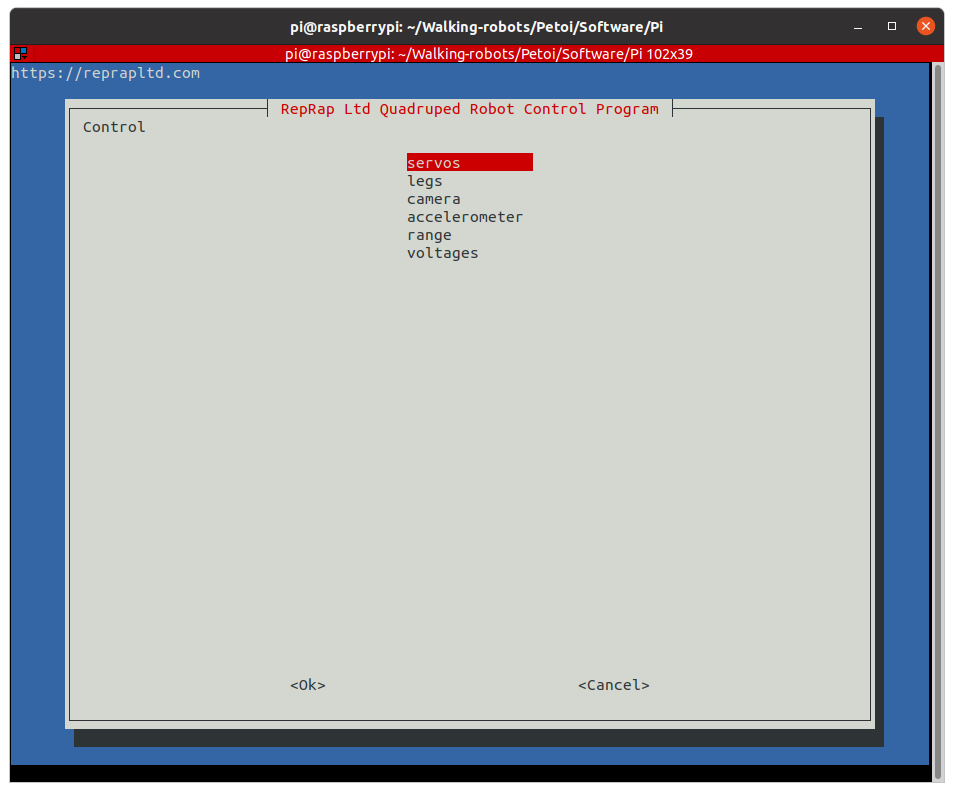 pi@raspberrypi: ~/Walking-robots/Petoi/Software/Pi
pi@raspberrypi: ~/Walking-robots/Petoi/Software/Pi 102x39
https://reprapltd.com
RepRap Ltd Quadruped Robot Control Program
Control
servos
legs
camera
accelerometer
range
voltages
<Ok> <Cancel>